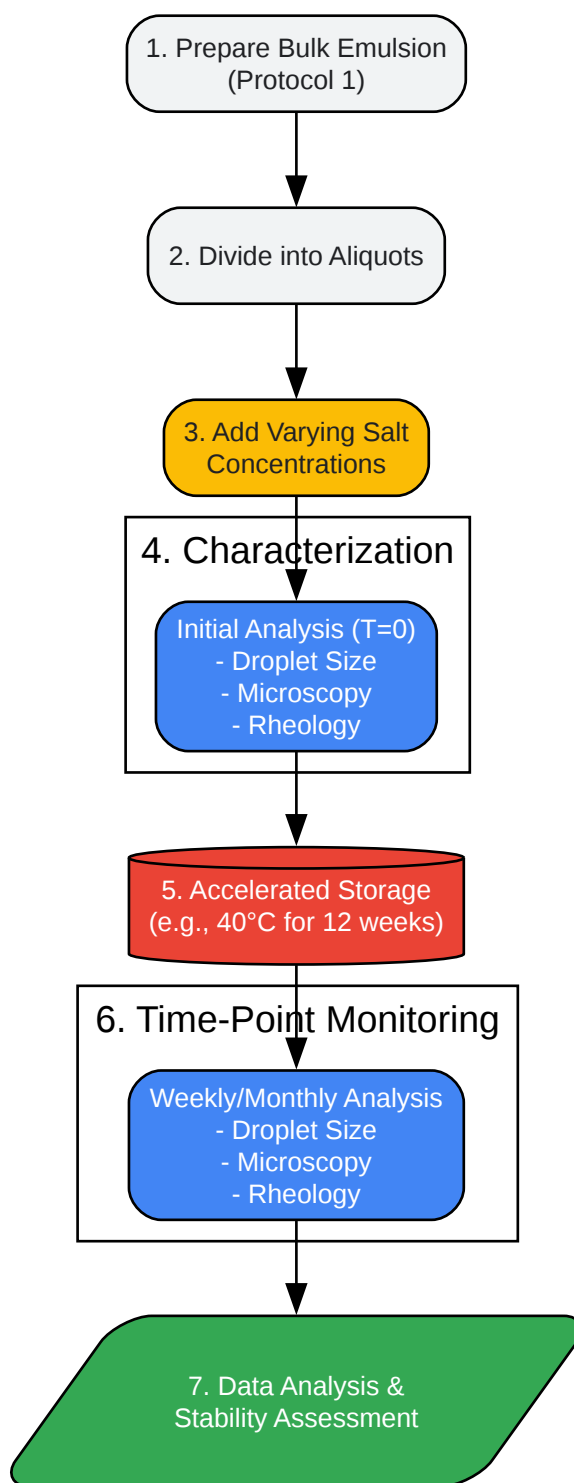 1. Prepare Bulk Emulsion
(Protocol 1)
2. Divide into Aliquots
3. Add Varying Salt
Concentrations
4. Characterization
Initial Analysis (T=0)
- Droplet Size
- Microscopy
- Rheology
5. Accelerated Storage
(e.g., 40°C for 12 weeks)
6. Time-Point Monitoring
Weekly/Monthly Analysis
- Droplet Size
- Microscopy
- Rheology
7. Data Analysis &
Stability Assessment